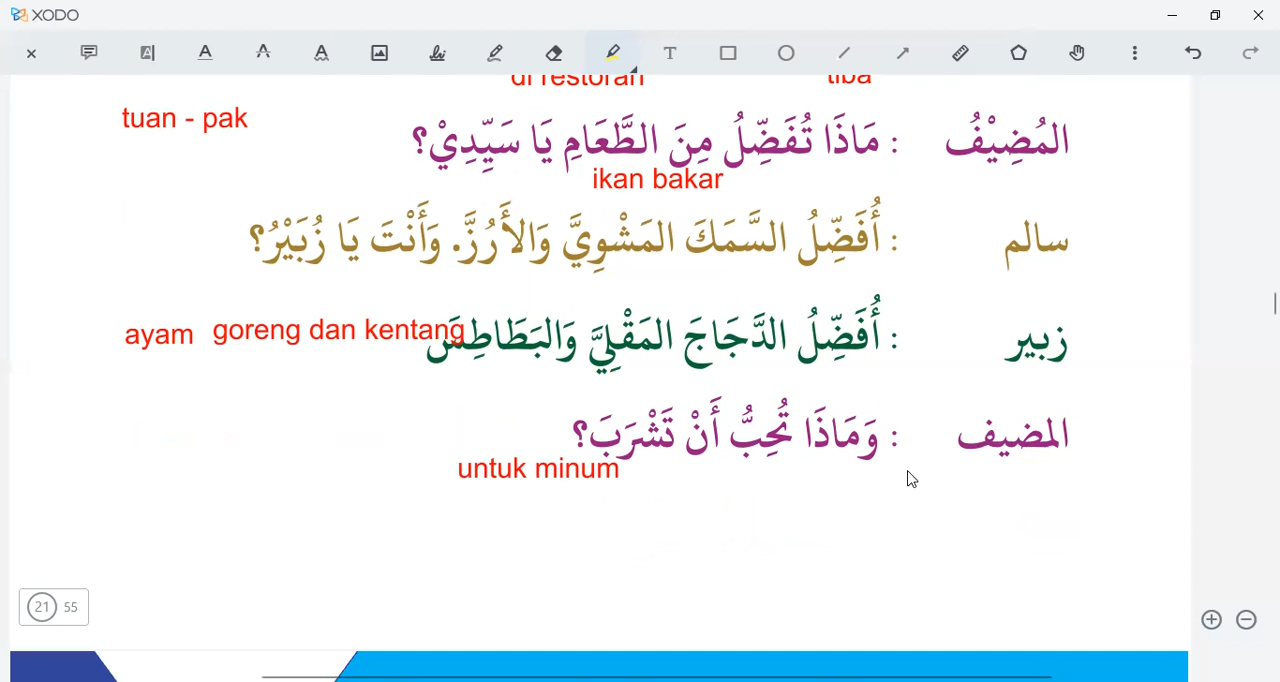 XODO
di restoran
tiba
tuan - pak
المُضِيْفُ : مَاذَا تُفَضِّلُ مِنَ الطَّعَامِ يَا سَيِّدِيْ؟
ikan bakar
سالم : أُفَضِّلُ السَّمَكَ المَشْوِيَّ وَالأَرُزَّ. وَأَنْتَ يَا زُبَيْرُ؟
زبير : أُفَضِّلُ الدَّجَاجَ المَقْلِيَّ وَالبَطَاطِسَ
ayam goreng dan kentang
المضيف : وَمَاذَا تُحِبُّ أَنْ تَشْرَبَ؟
untuk minum
21 55